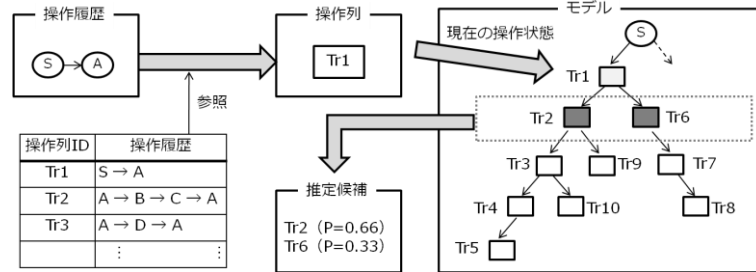 操作履歴
S
A
参照
操作列
Tr1
現在の操作状態
モデル
S
Tr1
Tr2
Tr6
Tr3
Tr9
Tr7
Tr4
Tr10
Tr8
Tr5
推定候補
Tr2（P=0.66）
Tr6（P=0.33）
操作列ID 操作履歴
Tr1 S → A
Tr2 A → B → C → A
Tr3 A → D → A
⋮ ⋮